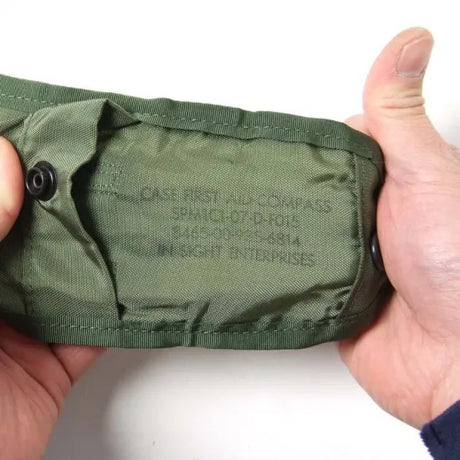 CASE FIRST AID-COMPASS
SPM1C1-07-D-F015
8465-00-935-6814
IN SIGHT ENTERPRISES